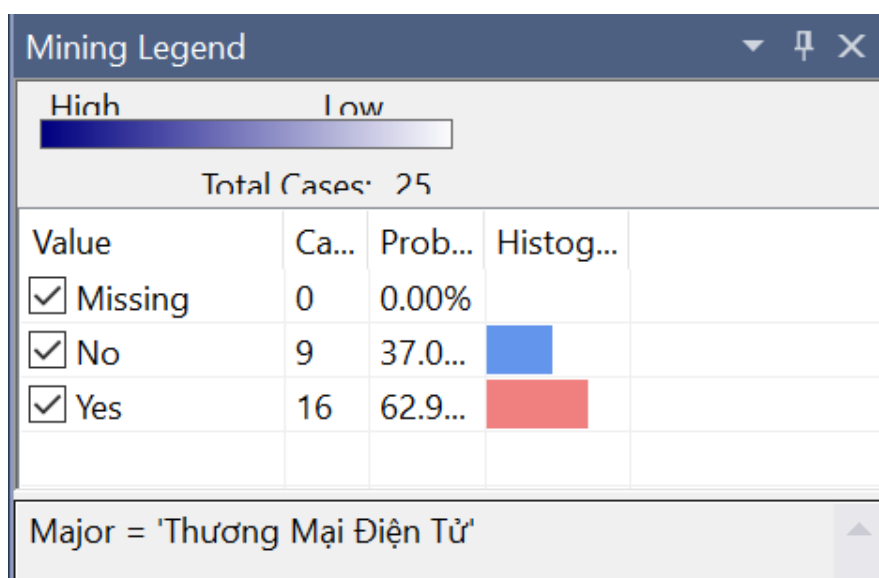 Mining Legend
High Low
Total Cases: 25
Value Ca... Prob... Histog...
Missing 0 0.00%
No 9 37.0...
Yes 16 62.9...
Major = 'Thương Mại Điện Tử'